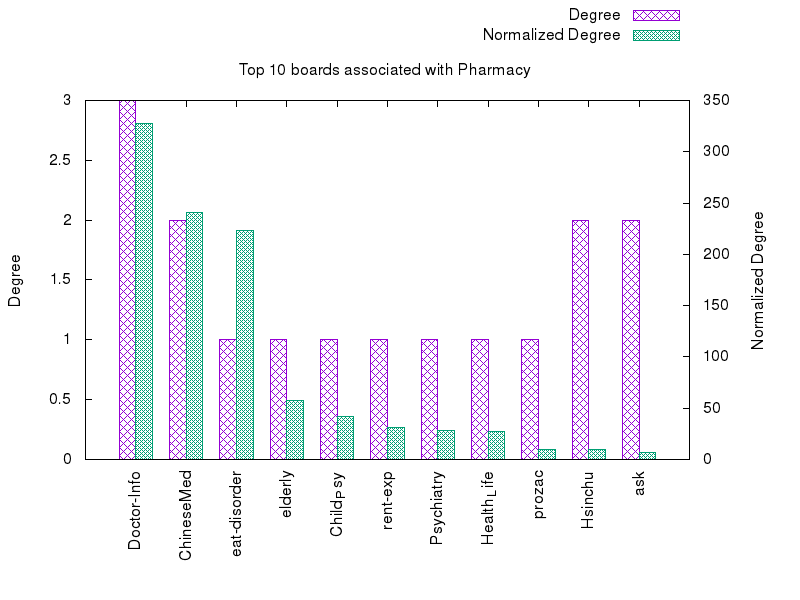 Degree
Normalized Degree
Top 10 boards associated with Pharmacy
3
2.5
2
1.5
1
0.5
0
350
300
250
200
150
100
50
0
Degree
Normalized Degree
Doctor-Info
ChineseMed
eat-disorder
elderly
ChildPsy
rent-exp
Psychiatry
HealthLife
prozac
Hsinchu
ask